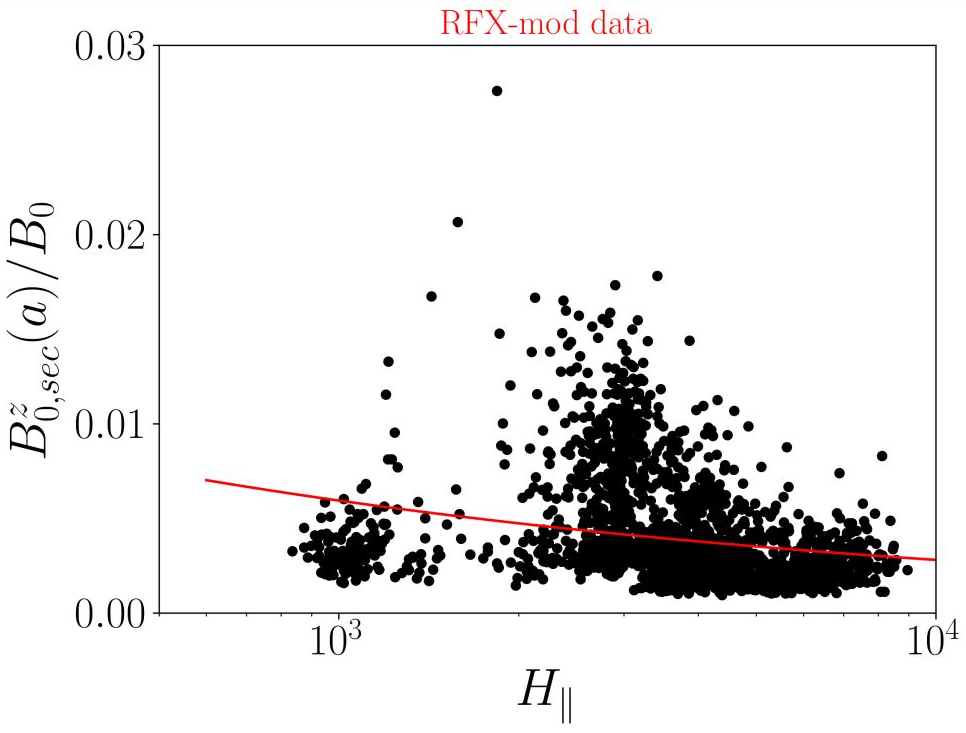 RFX-mod data
0.03
0.02
0.01
0.00
B^z_{0,sec}(a)/B_0
10^3
10^4
H_∥